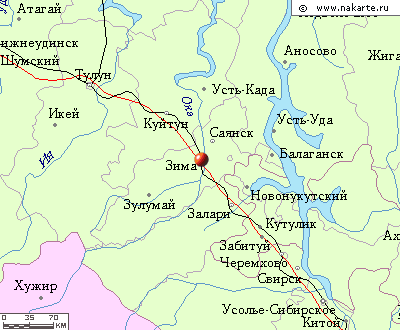 www.nakarte.ru
Атагай
Аносово
Нижнеудинск
Шумский
Жига
Тулун
Усть-Када
Ока
Икей
Куйтун
Усть-Уда
Саянск
Ия
Балаганск
Зима
Новонукутский
Зулумай
Залари
Кутулик
Забитуй
Ах
Черемхово
Свирск
Хужир
Усолье-Сибирское
Китой
0 35 70
КМ